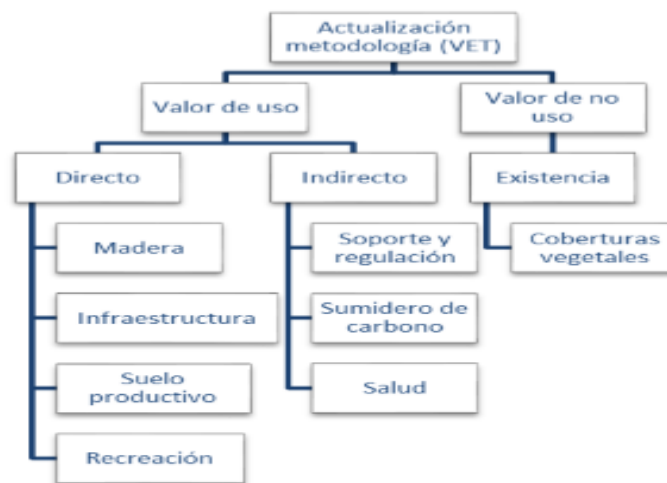 Actualización
metodología (VET)
Valor de uso
Valor de no
uso
Directo
Indirecto
Existencia
Madera
Soporte y
regulación
Coberturas
vegetales
Infraestructura
Sumidero de
carbono
Suelo
productivo
Salud
Recreación